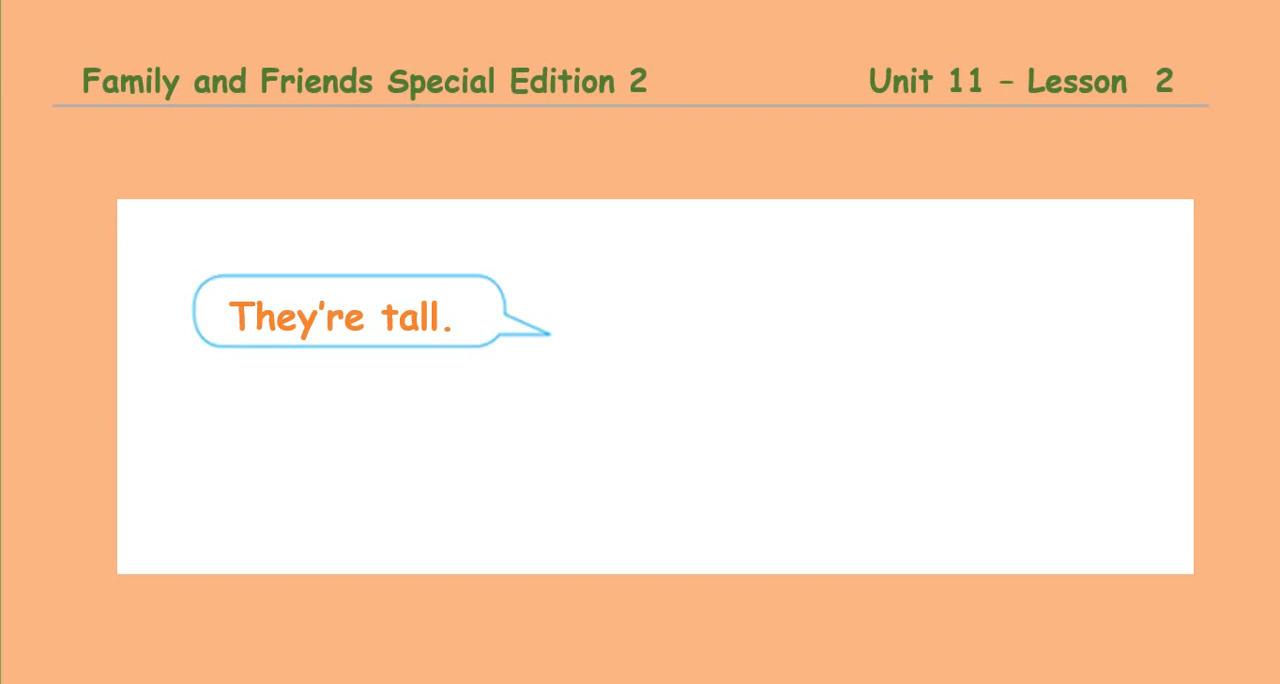 Family and Friends Special Edition 2
Unit 11 – Lesson 2
They're tall.